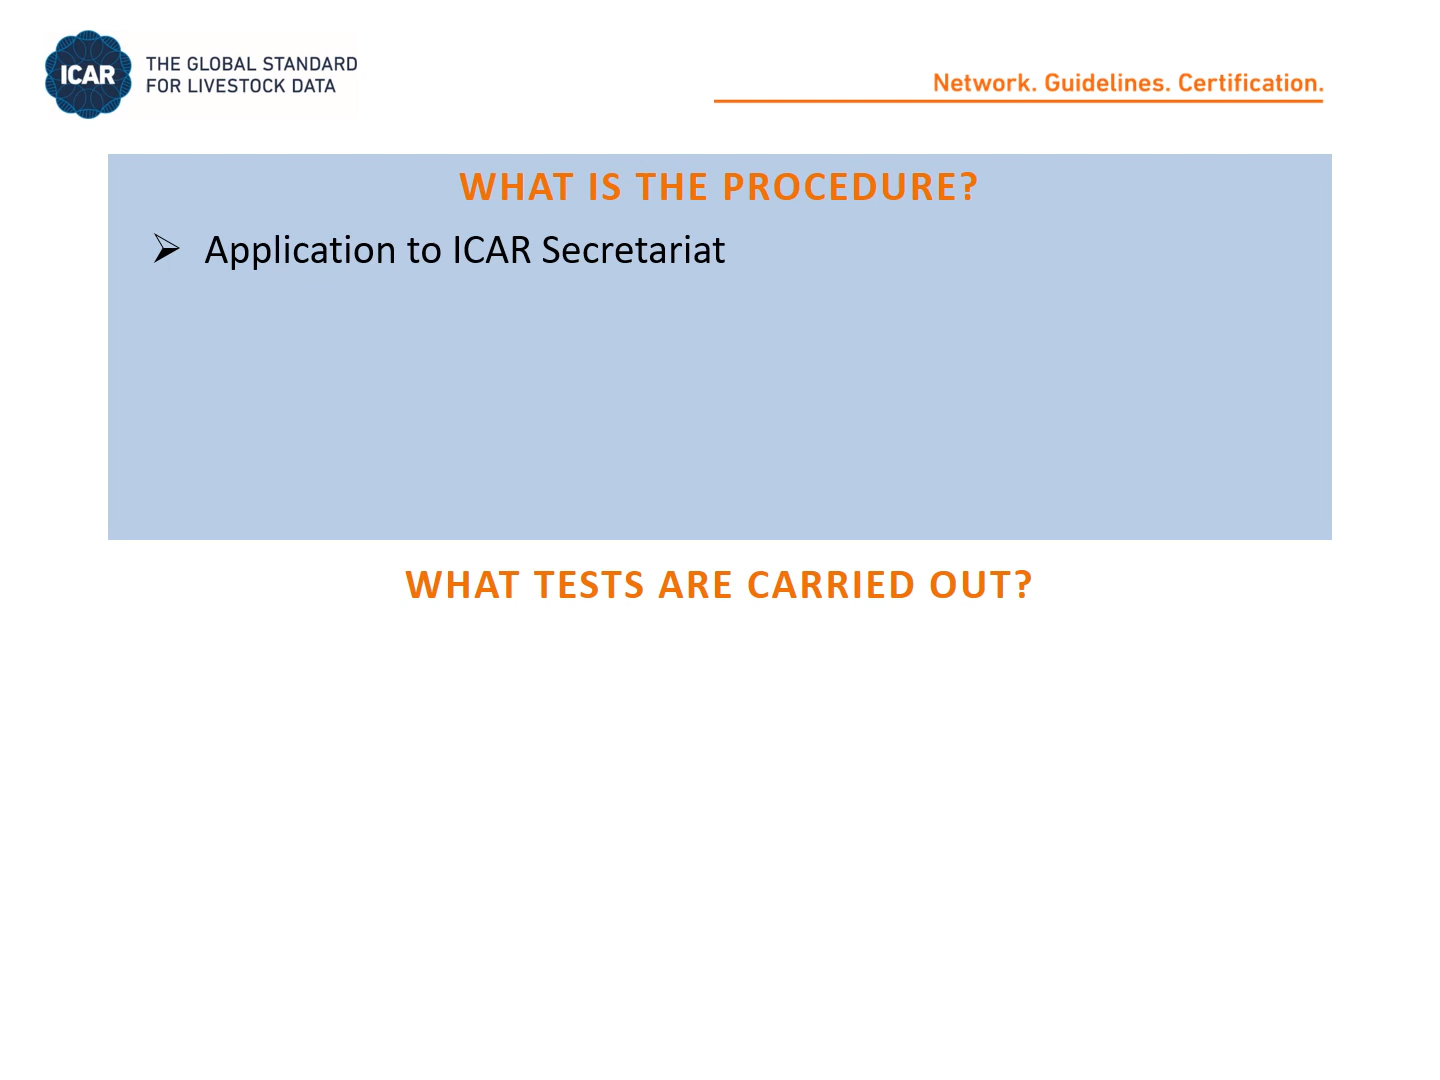 ICAR
THE GLOBAL STANDARD
FOR LIVESTOCK DATA
Network. Guidelines. Certification.
WHAT IS THE PROCEDURE?
➢ Application to ICAR Secretariat
WHAT TESTS ARE CARRIED OUT?